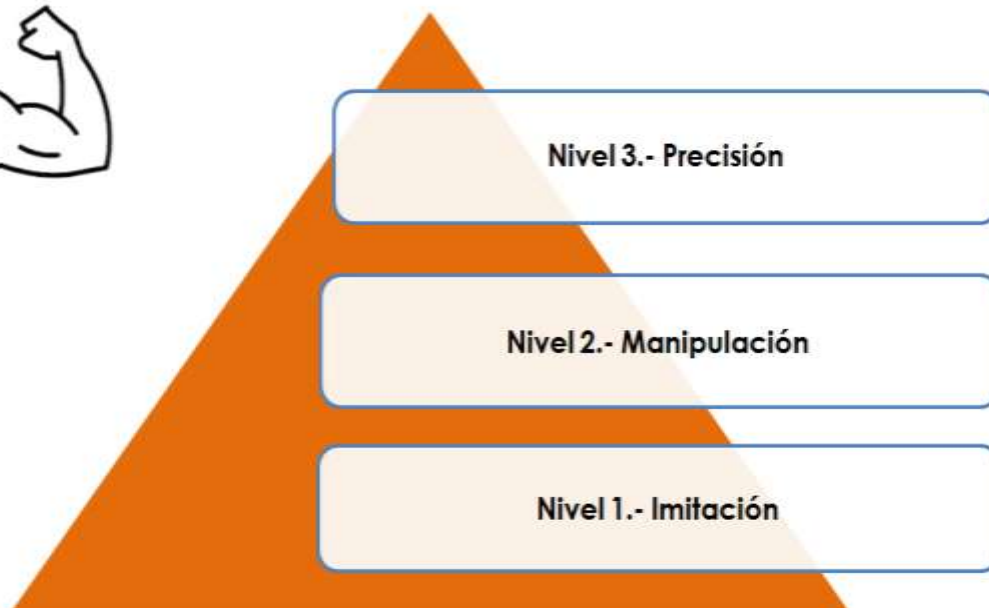 Nivel 3.- Precisión
Nivel 2.- Manipulación
Nivel 1.- Imitación